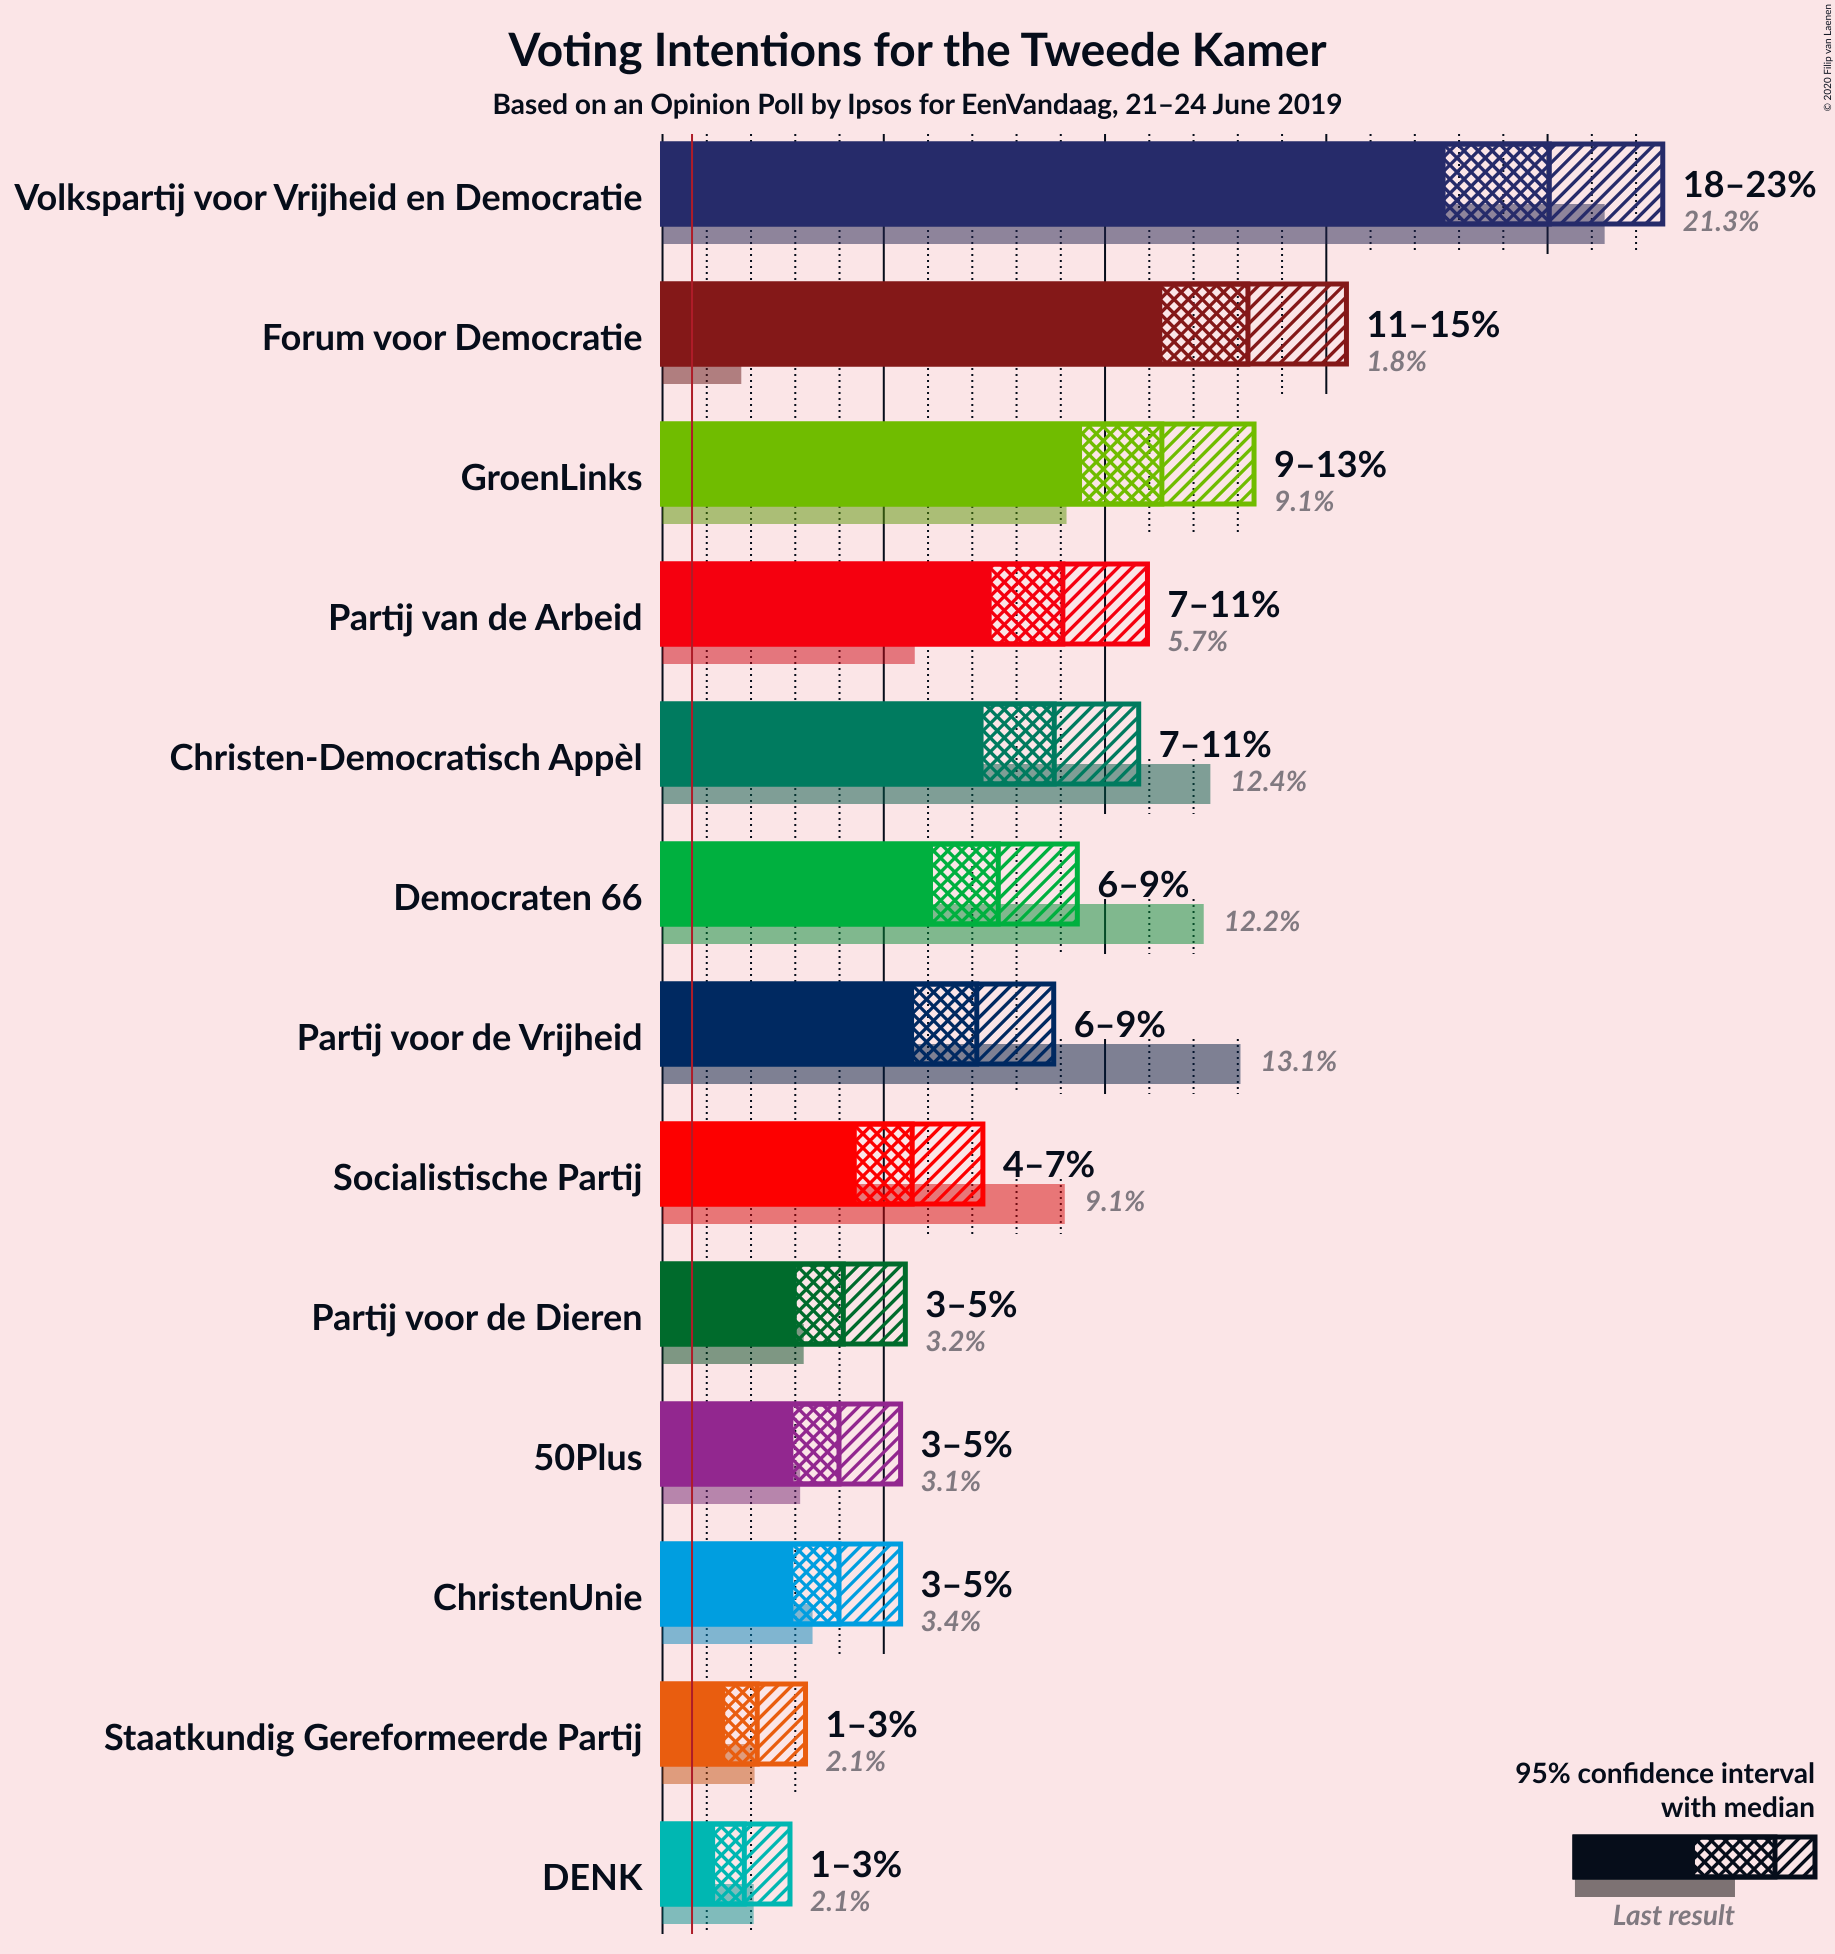 Voting Intentions for the Tweede Kamer
Based on an Opinion Poll by Ipsos for EenVandaag, 21–24 June 2019
© 2020 Filip van Laenen
Volkspartij voor Vrijheid en Democratie
18–23%
21.3%
Forum voor Democratie
11–15%
1.8%
GroenLinks
9–13%
9.1%
Partij van de Arbeid
7–11%
5.7%
Christen-Democratisch Appèl
7–11%
12.4%
Democraten 66
6–9%
12.2%
Partij voor de Vrijheid
6–9%
13.1%
Socialistische Partij
4–7%
9.1%
Partij voor de Dieren
3–5%
3.2%
50Plus
3–5%
3.1%
ChristenUnie
3–5%
3.4%
Staatkundig Gereformeerde Partij
1–3%
2.1%
DENK
1–3%
2.1%
95% confidence interval
with median
Last result